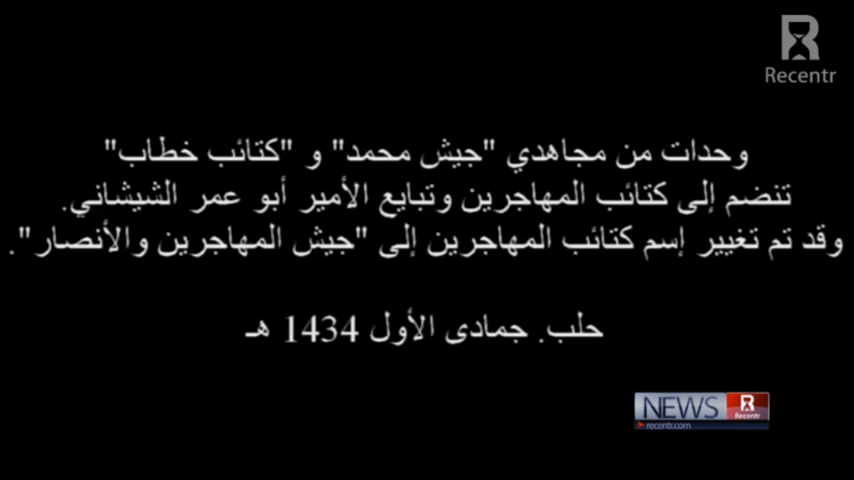 Recentr
وحدات من مجاهدي "جيش محمد" و "كتائب خطاب"
تنضم إلى كتائب المهاجرين وتبايع الأمير أبو عمر الشيشاني.
وقد تم تغيير إسم كتائب المهاجرين إلى "جيش المهاجرين والأنصار".
حلب. جمادى الأول 1434 هـ
NEWS Recentr
recentr.com